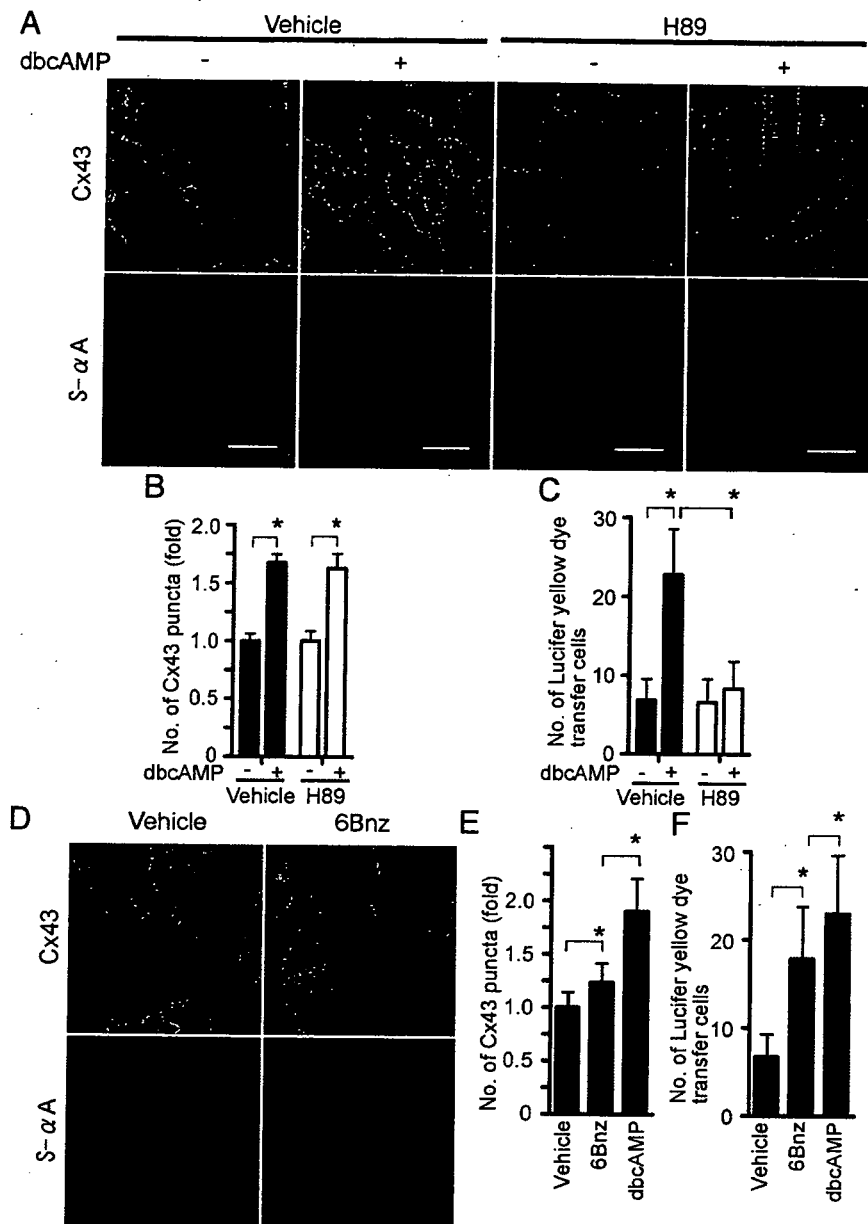 A
Vehicle
H89
dbcAMP - + - +
Cx43
S-αA
B
No. of Cx43 puncta (fold)
2.0
1.5
1.0
0.5
0
* *
dbcAMP - + - +
Vehicle H89
C
No. of Lucifer yellow dye
transfer cells
30
20
10
0
* *
dbcAMP - + - +
Vehicle H89
D
Vehicle 6Bnz
Cx43
S-αA
E
No. of Cx43 puncta (fold)
2.0
1.5
1.0
0.5
0
* *
Vehicle
6Bnz
dbcAMP
F
No. of Lucifer yellow dye
transfer cells
30
20
10
0
* *
Vehicle
6Bnz
dbcAMP